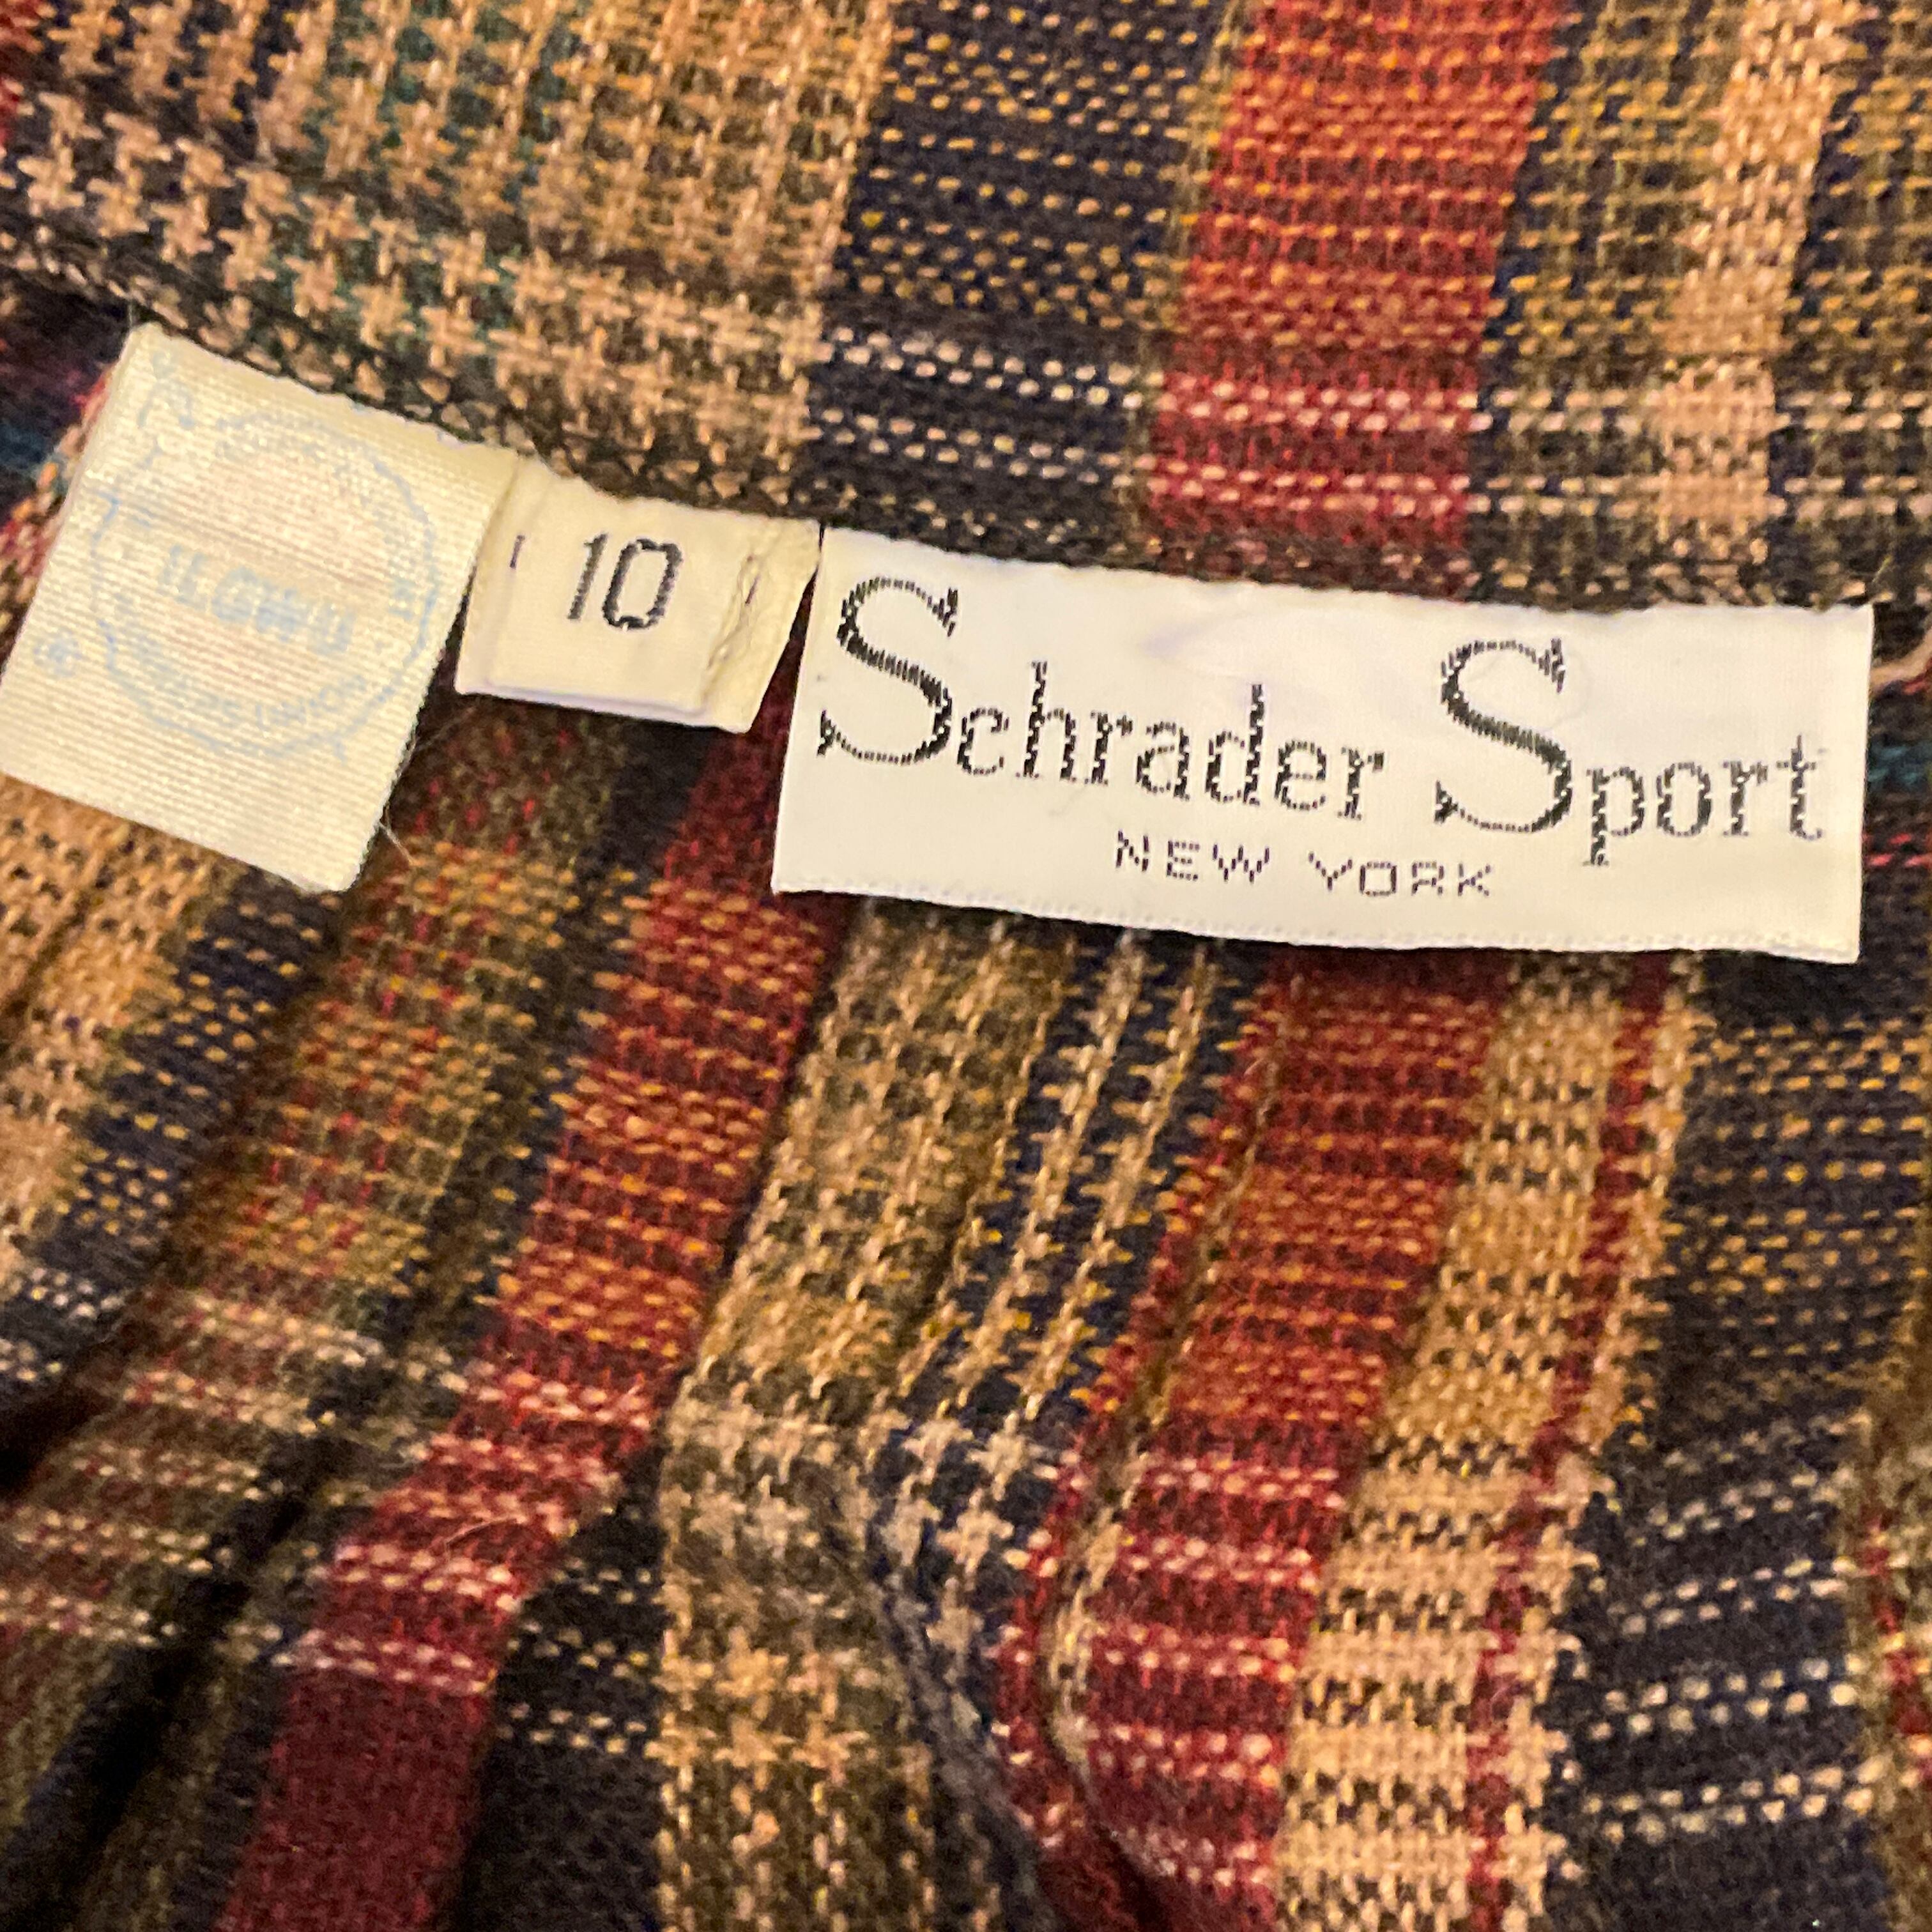 ILGWU
10
Schrader Sport
NEW YORK